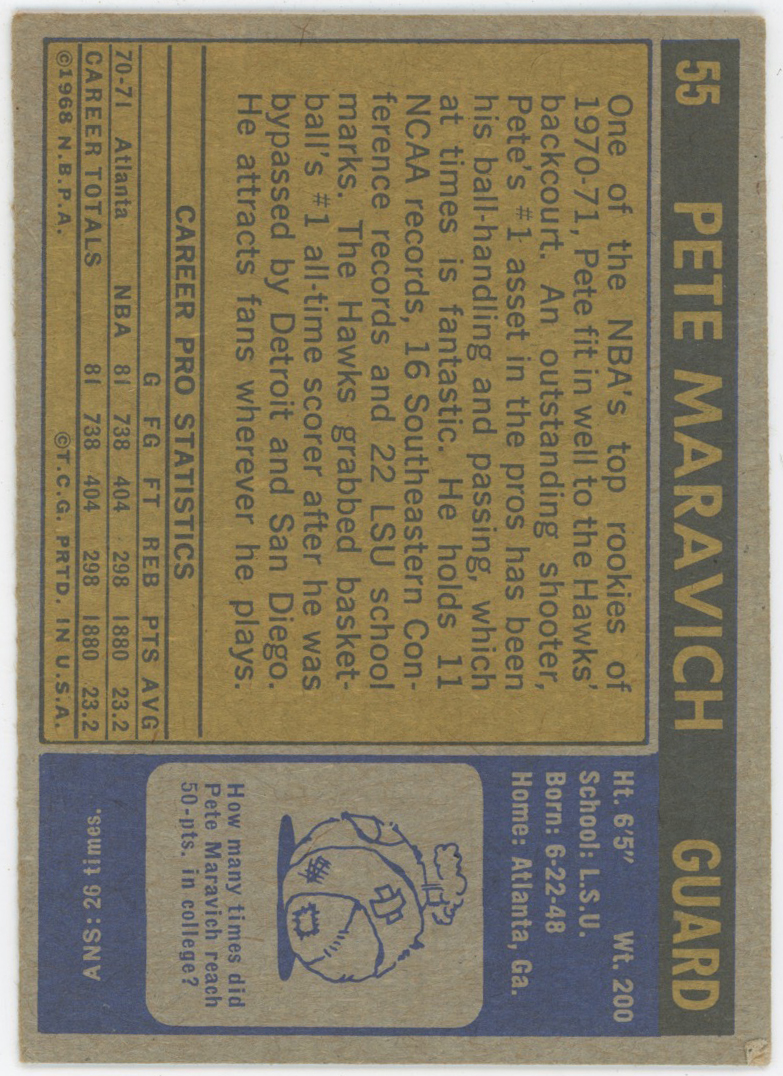 55 PETE MARAVICH GUARD
One of the NBA's top rookies of
1970-71, Pete fit in well to the Hawks'
backcourt. An outstanding shooter,
Pete's #1 asset in the pros has been
his ball-handling and passing, which
at times is fantastic. He holds 11
NCAA records, 16 Southeastern Con-
ference records and 22 LSU school
marks. The Hawks grabbed basket-
ball's #1 all-time scorer after he was
bypassed by Detroit and San Diego.
He attracts fans wherever he plays.
CAREER PRO STATISTICS
G FG FT REB PTS AVG
70-71 Atlanta NBA 81 738 404 298 1880 23.2
CAREER TOTALS 81 738 404 298 1880 23.2
©1968 N.B.P.A. ©T.C.G. PRTD. IN U.S.A.
Ht. 6'5" Wt. 200
School: L.S.U.
Born: 6-22-48
Home: Atlanta, Ga.
How many times did
Pete Maravich reach
50-pts. in college?
ANS: 26 times.